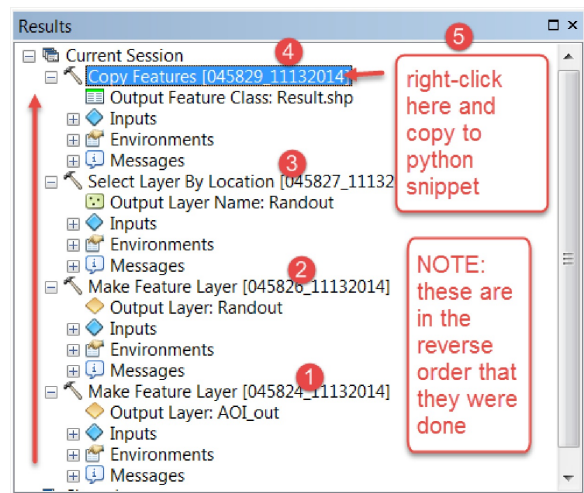 Results
5
Current Session
4
Copy Features [045829_11132014]
Output Feature Class: Result.shp
Inputs
Environments
Messages
3
Select Layer By Location [045827_11132
Output Layer Name: Randout
Inputs
Environments
Messages
2
Make Feature Layer [045826_11132014]
Output Layer: Randout
Inputs
Environments
Messages
1
Make Feature Layer [045824_11132014]
Output Layer: AOI_out
Inputs
Environments
Messages
right-click
here and
copy to
python
snippet
NOTE:
these are
in the
reverse
order that
they were
done